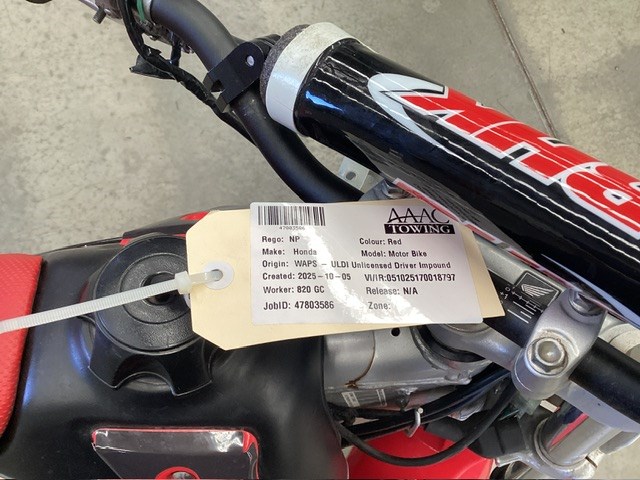 47803586
AAAC
TOWING
Rego: NP
Colour: Red
Make: Honda
Model: Motor Bike
Origin: WAPS - ULDI Unlicensed Driver Impound
Created: 2025-10-05
VI/IR:051025170018797
Worker: 820 GC
Release: N/A
JobID: 47803586
Zone: